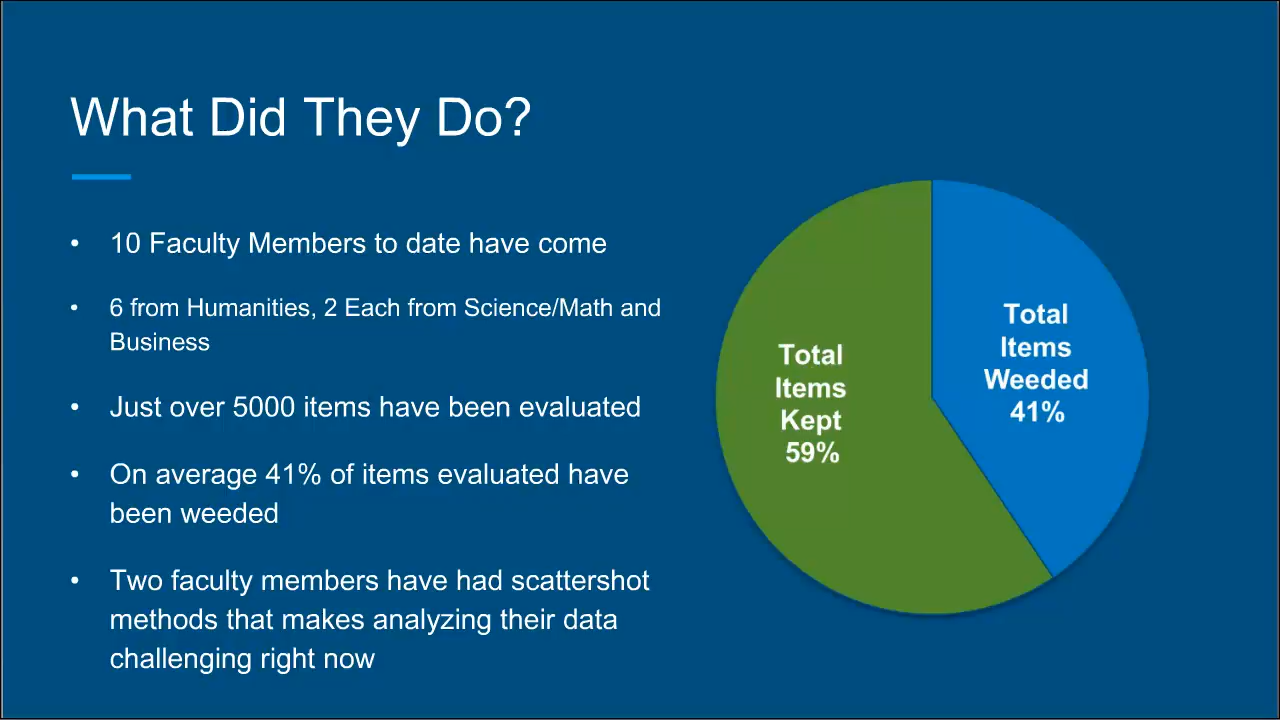 What Did They Do?
• 10 Faculty Members to date have come
• 6 from Humanities, 2 Each from Science/Math and
Business
• Just over 5000 items have been evaluated
• On average 41% of items evaluated have
been weeded
• Two faculty members have had scattershot
methods that makes analyzing their data
challenging right now
Total
Items
Kept
59%
Total
Items
Weeded
41%